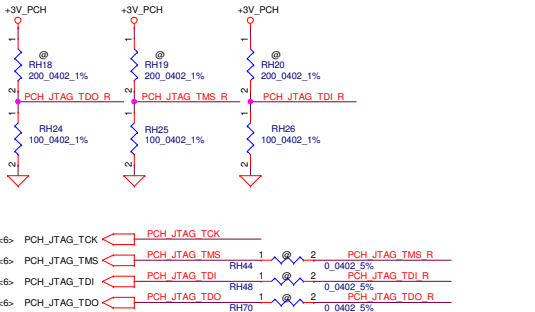 +3V_PCH +3V_PCH +3V_PCH
1 1 1
@ @ @
RH18 RH19 RH20
200_0402_1% 200_0402_1% 200_0402_1%
2 2 2
PCH_JTAG_TDO_R PCH_JTAG_TMS_R PCH_JTAG_TDI_R
1 1 1
RH24 RH25 RH26
100_0402_1% 100_0402_1% 100_0402_1%
2 2 2
<6> PCH_JTAG_TCK PCH_JTAG_TCK
<6> PCH_JTAG_TMS PCH_JTAG_TMS 1 @ 2 PCH_JTAG_TMS_R
RH44 0_0402_5%
<6> PCH_JTAG_TDI PCH_JTAG_TDI 1 @ 2 PCH_JTAG_TDI_R
RH48 0_0402_5%
<6> PCH_JTAG_TDO PCH_JTAG_TDO 1 @ 2 PCH_JTAG_TDO_R
RH70 0_0402_5%